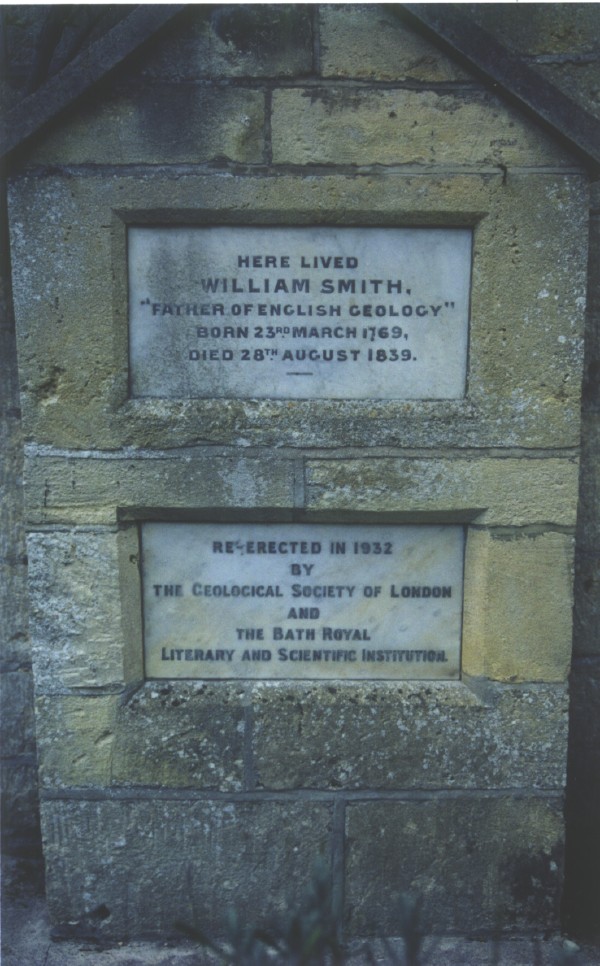 HERE LIVED
WILLIAM SMITH,
"FATHER OF ENGLISH GEOLOGY"
BORN 23RD MARCH 1769,
DIED 28TH AUGUST 1839.
RE-ERECTED IN 1932
BY
THE GEOLOGICAL SOCIETY OF LONDON
AND
THE BATH ROYAL
LITERARY AND SCIENTIFIC INSTITUTION.